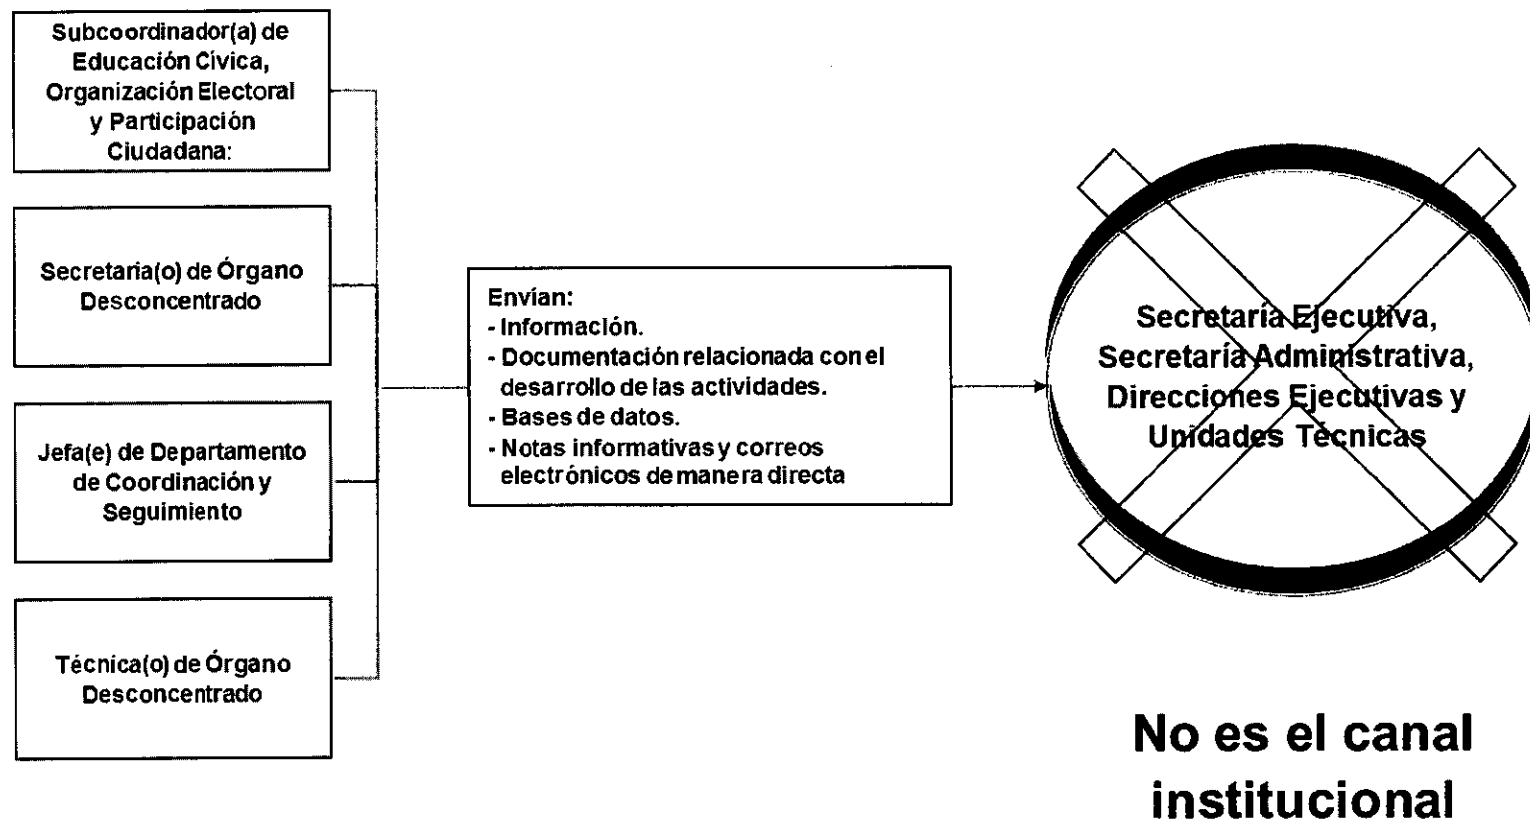 Subcoordinador(a) de
Educación Cívica,
Organización Electoral
y Participación
Ciudadana:
Secretaria(o) de Órgano
Desconcentrado
Jefa(e) de Departamento
de Coordinación y
Seguimiento
Técnica(o) de Órgano
Desconcentrado
Envían:
- Información.
- Documentación relacionada con el
desarrollo de las actividades.
- Bases de datos.
- Notas informativas y correos
electrónicos de manera directa
Secretaría Ejecutiva,
Secretaría Administrativa,
Direcciones Ejecutivas y
Unidades Técnicas
No es el canal
institucional